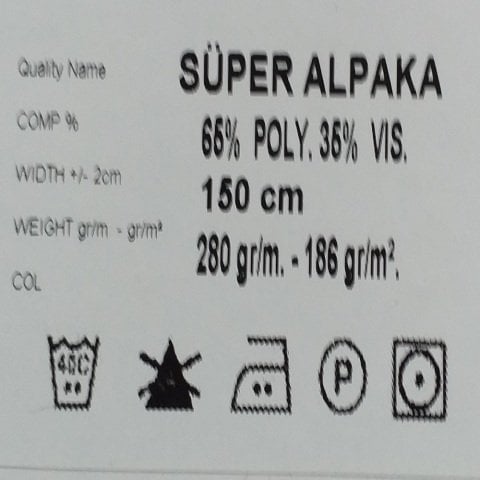 Quality Name SÜPER ALPAKA
COMP % 65% POLY. 35% VIS.
WIDTH +/- 2cm 150 cm
WEIGHT gr/m - gr/m² 280 gr/m. - 186 gr/m².
COL
40C P